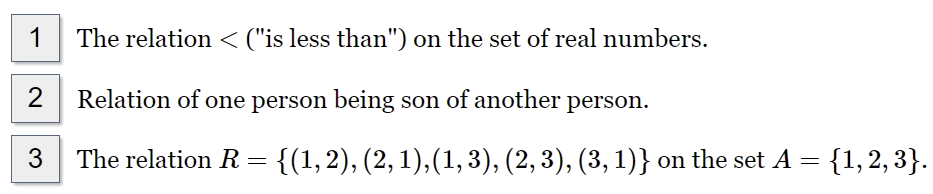 1 The relation < ("is less than") on the set of real numbers.
2 Relation of one person being son of another person.
3 The relation R = {(1, 2), (2, 1),(1, 3), (2, 3), (3, 1)} on the set A = {1, 2, 3}.